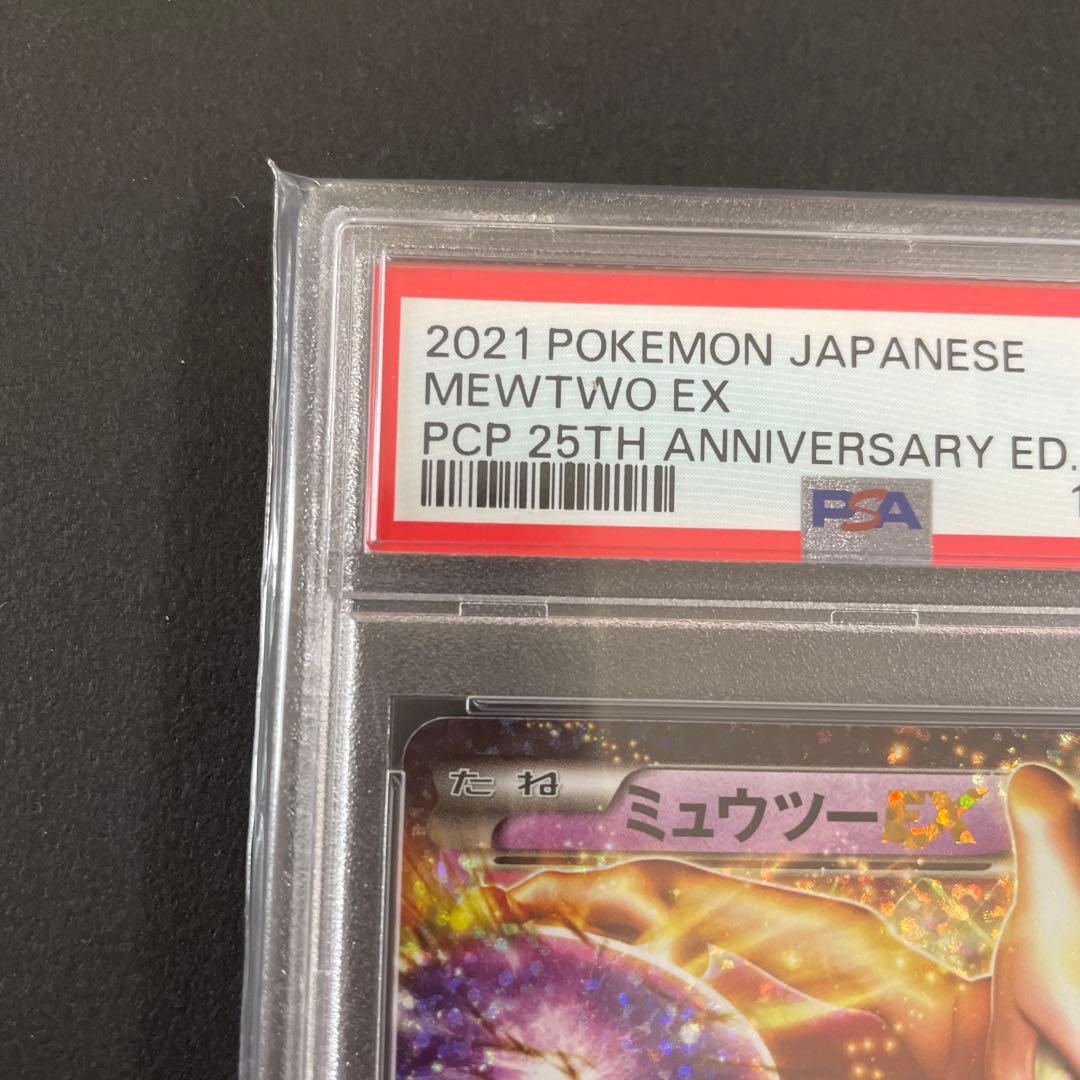 2021 POKEMON JAPANESE
MEWTWO EX
PCP 25TH ANNIVERSARY ED.
PSA
たね ミュウツーEX